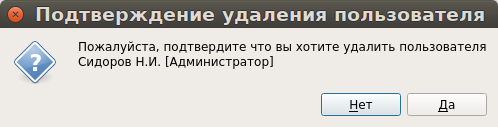 Подтверждение удаления пользователя
Пожалуйста, подтвердите что вы хотите удалить пользователя
Сидоров Н.И. [Администратор]
Нет
Да